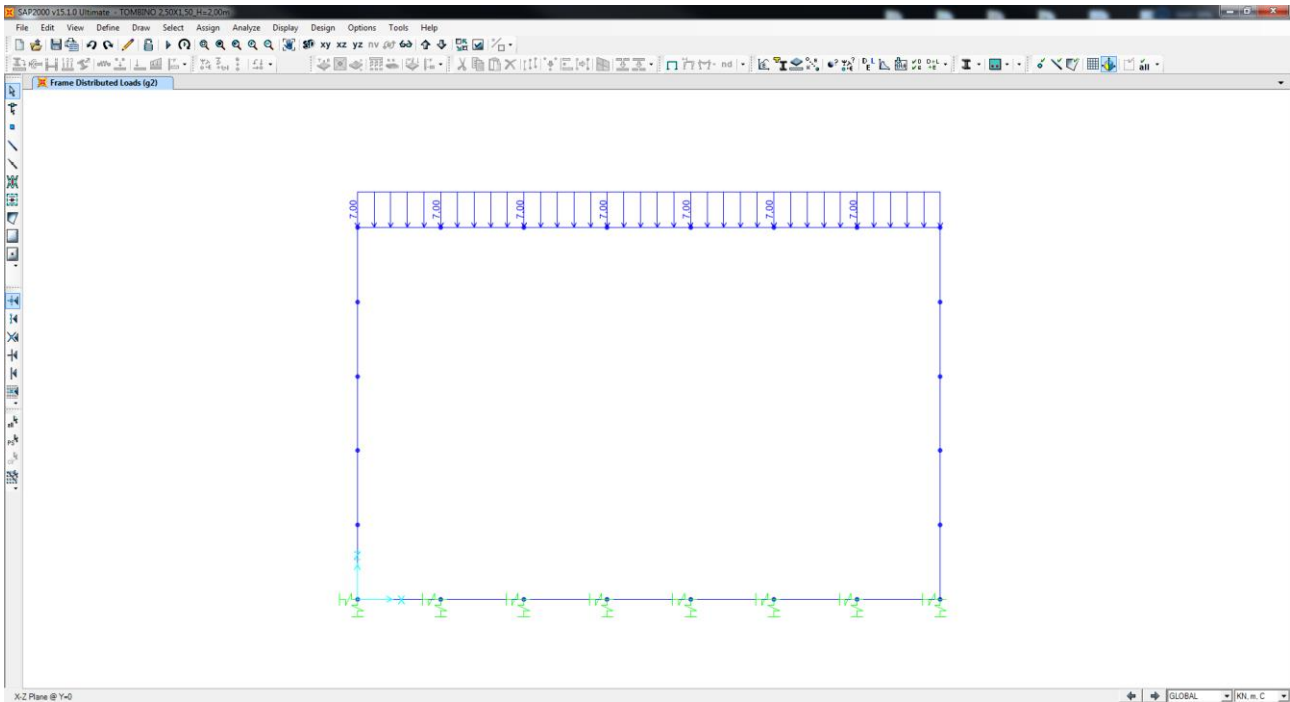 SAP2000 v15.1.0 Ultimate - TOMBINO 2,50X1,50_H=2,00m
File Edit View Define Draw Select Assign Analyze Display Design Options Tools Help
xy xz yz nv
nd
all
Frame Distributed Loads (g2)
7,00 7,00 7,00 7,00 7,00 7,00 7,00
Z
X
X-Z Plane @ Y=0
GLOBAL
KN, m, C